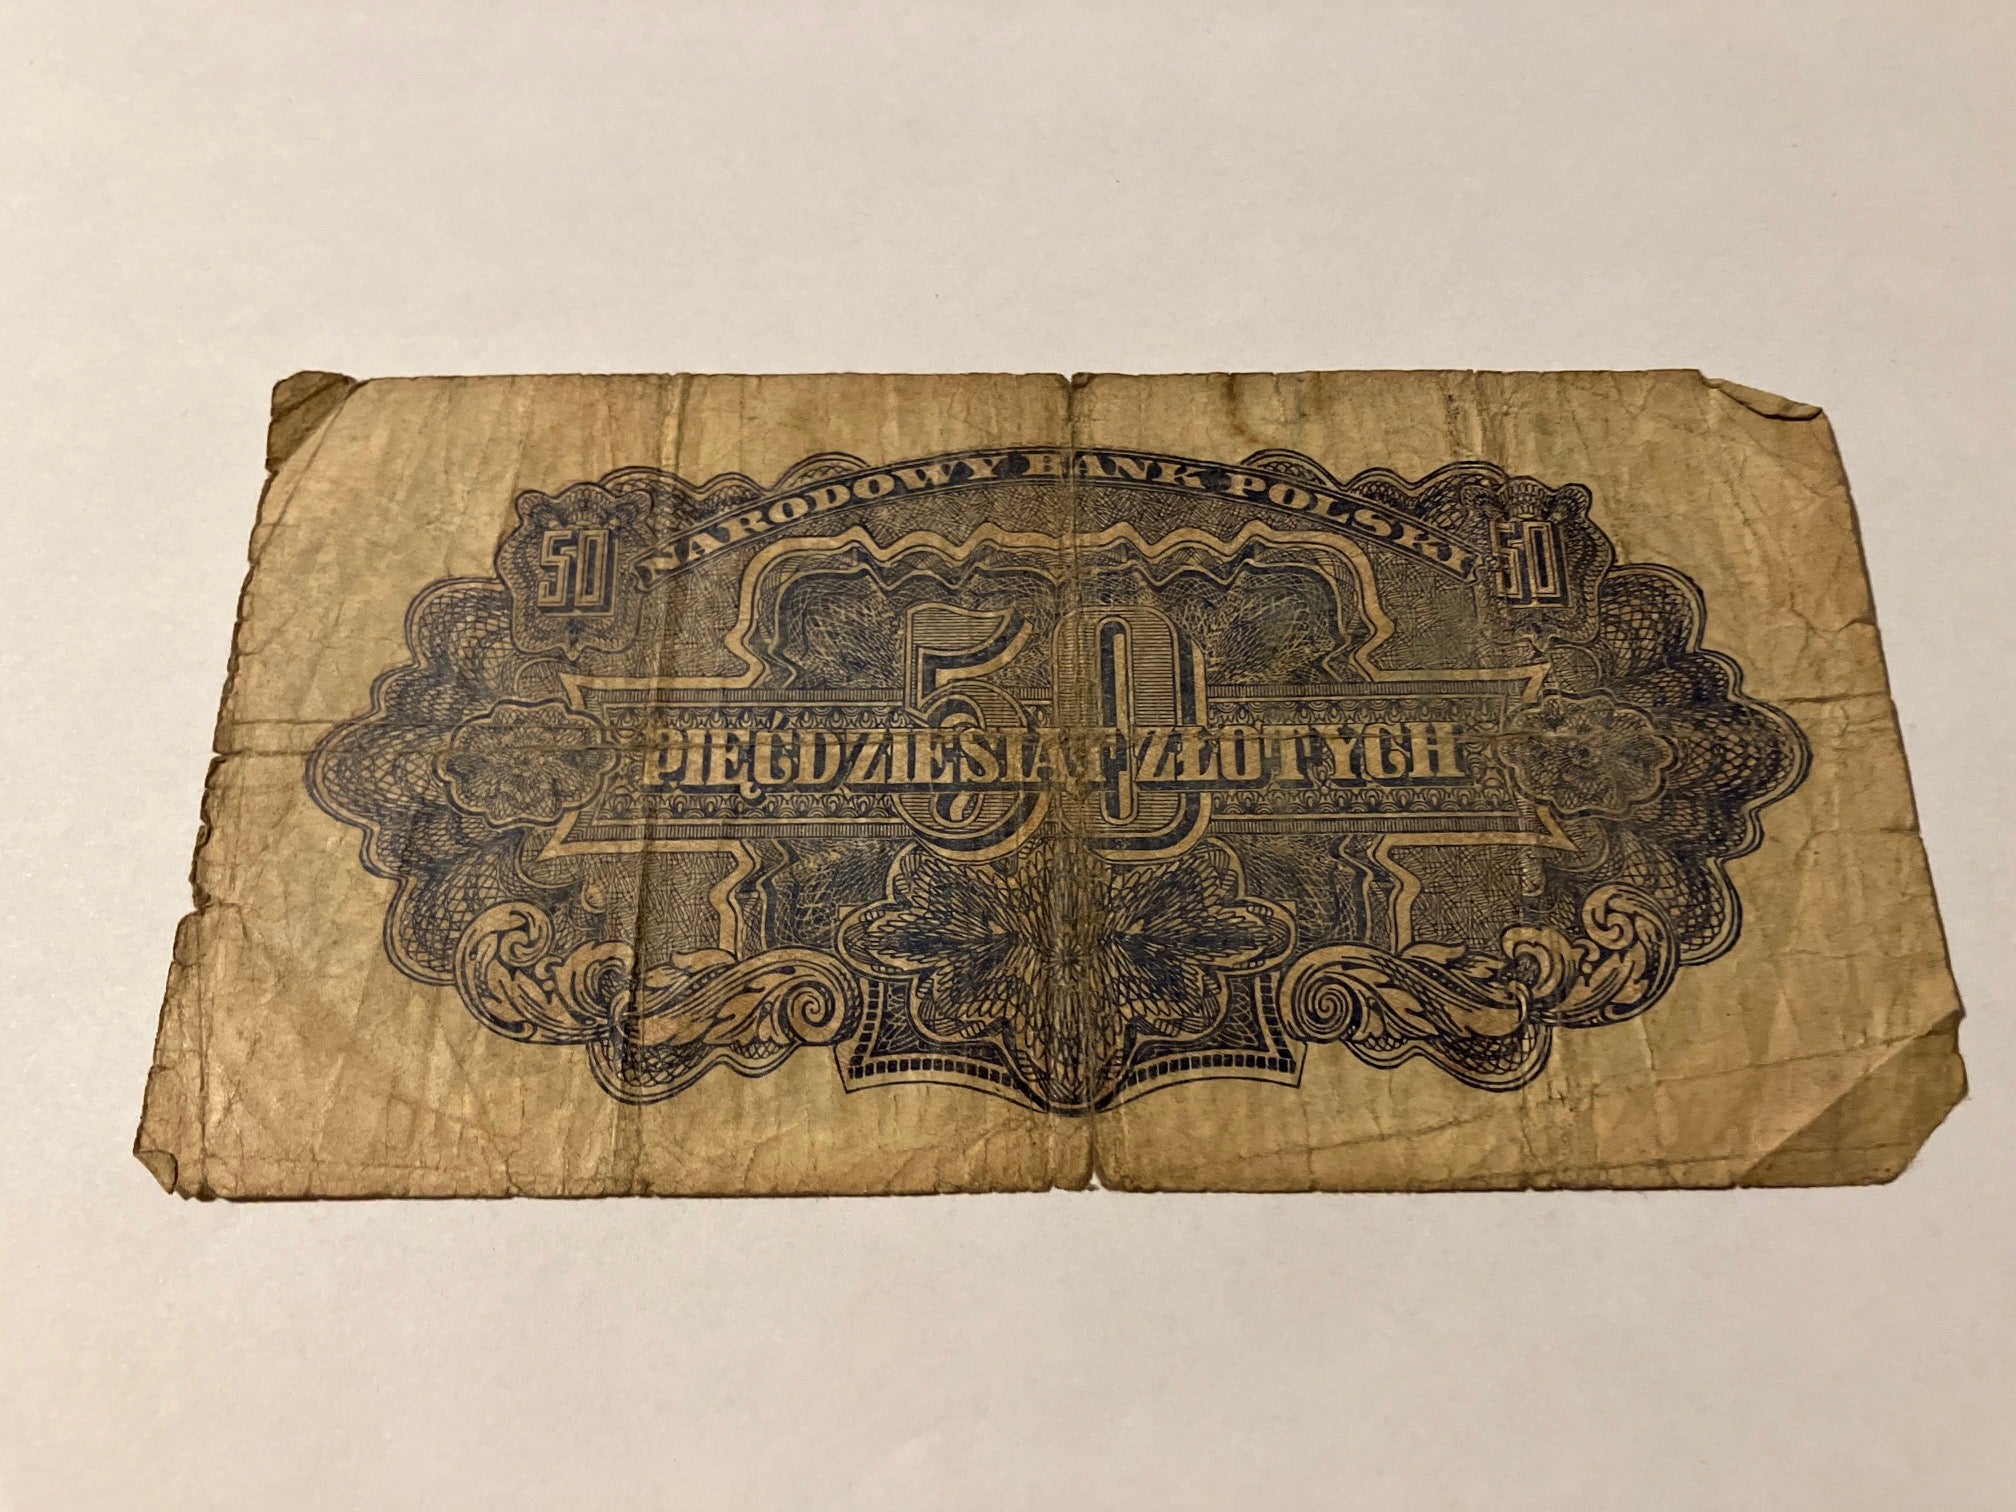 NARODOWY BANK POLSKI
50 50
50
PIĘĆDZIESIĄT ZŁOTYCH